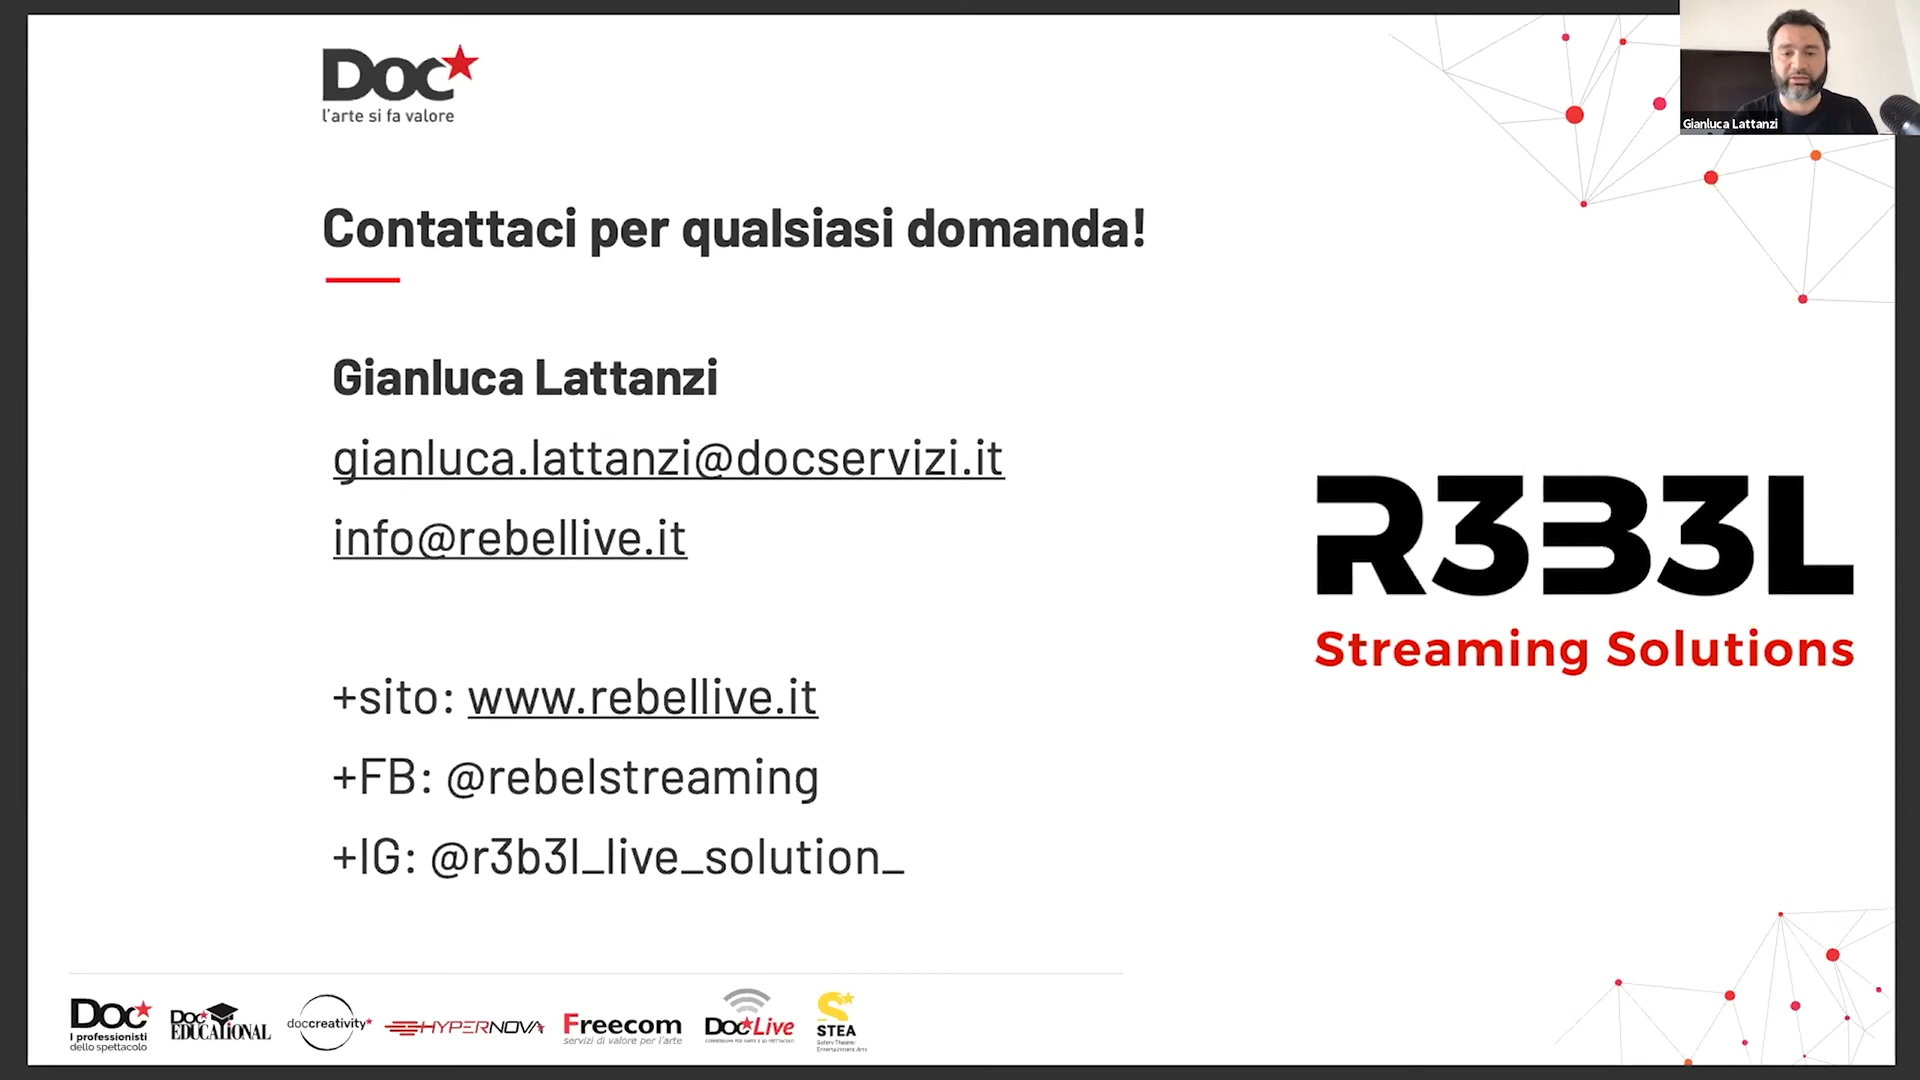 Doc
l'arte si fa valore
Gianluca Lattanzi
Contattaci per qualsiasi domanda!
Gianluca Lattanzi
gianluca.lattanzi@docservizi.it
info@rebellive.it
R3B3L
Streaming Solutions
+sito: www.rebellive.it
+FB: @rebelstreaming
+IG: @r3b3l_live_solution_
Doc
I professionisti
dello spettacolo
Doc
EDUCATIONAL
doccreativity
HYPERNOVA
Freecom
servizi di valore per l'arte
Doc Live
STEA